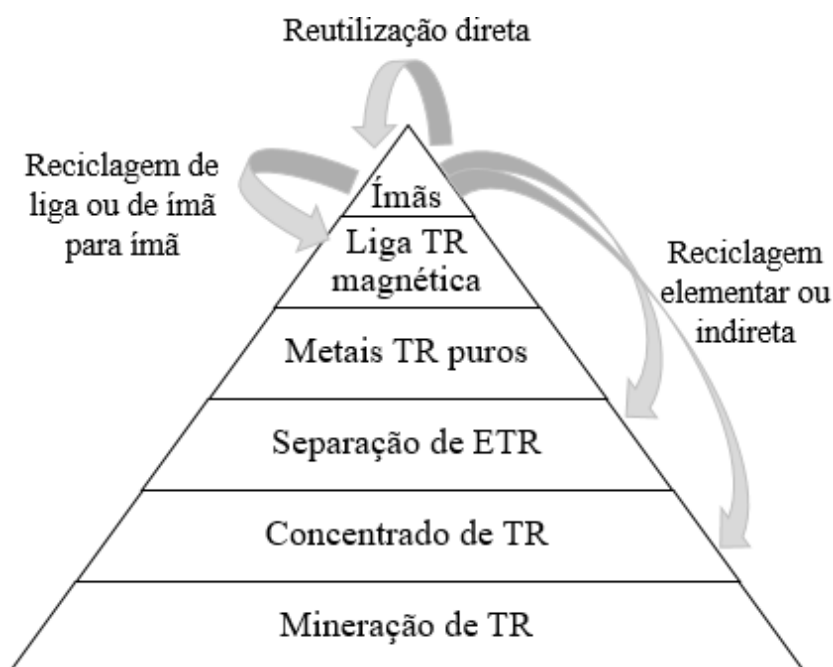 Reutilização direta
Reciclagem de
liga ou de ímã
para ímã
Ímãs
Liga TR
magnética
Reciclagem
elementar ou
indireta
Metais TR puros
Separação de ETR
Concentrado de TR
Mineração de TR